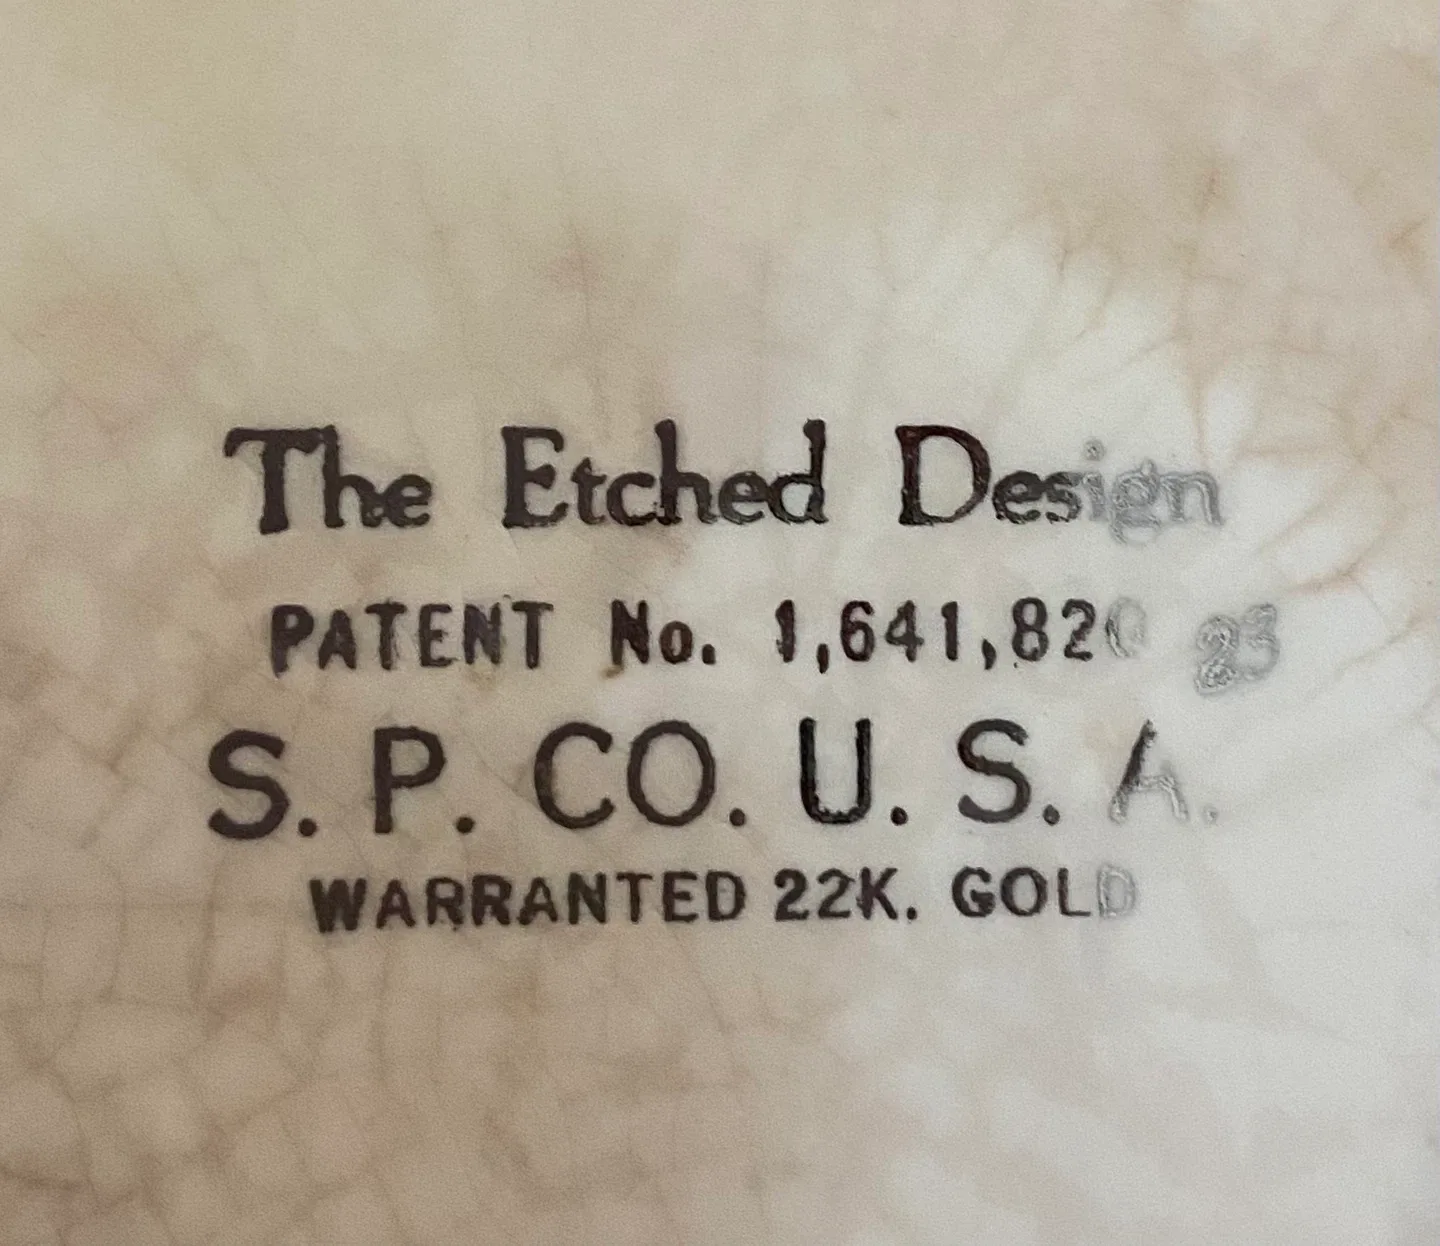 The Etched Design
PATENT No. 1,641,820 23
S. P. CO. U. S. A.
WARRANTED 22K. GOLD